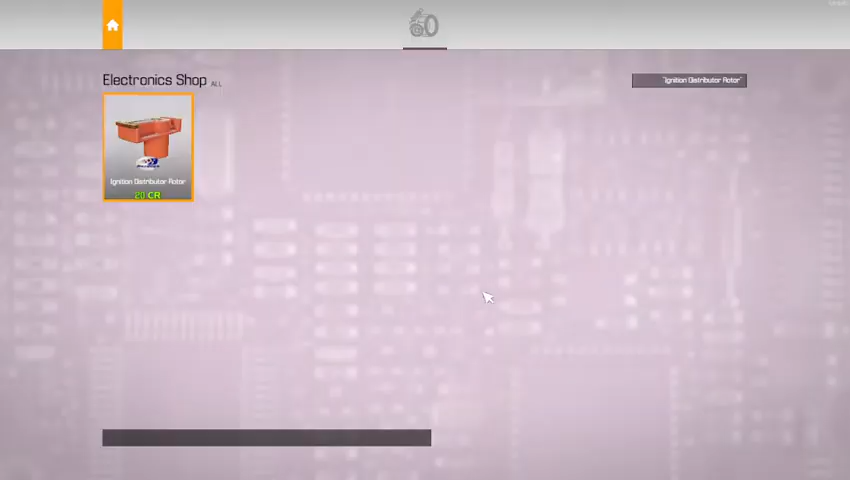 Electronics Shop ALL
"Ignition Distributor Rotor"
Ignition Distributor Rotor
20 CR